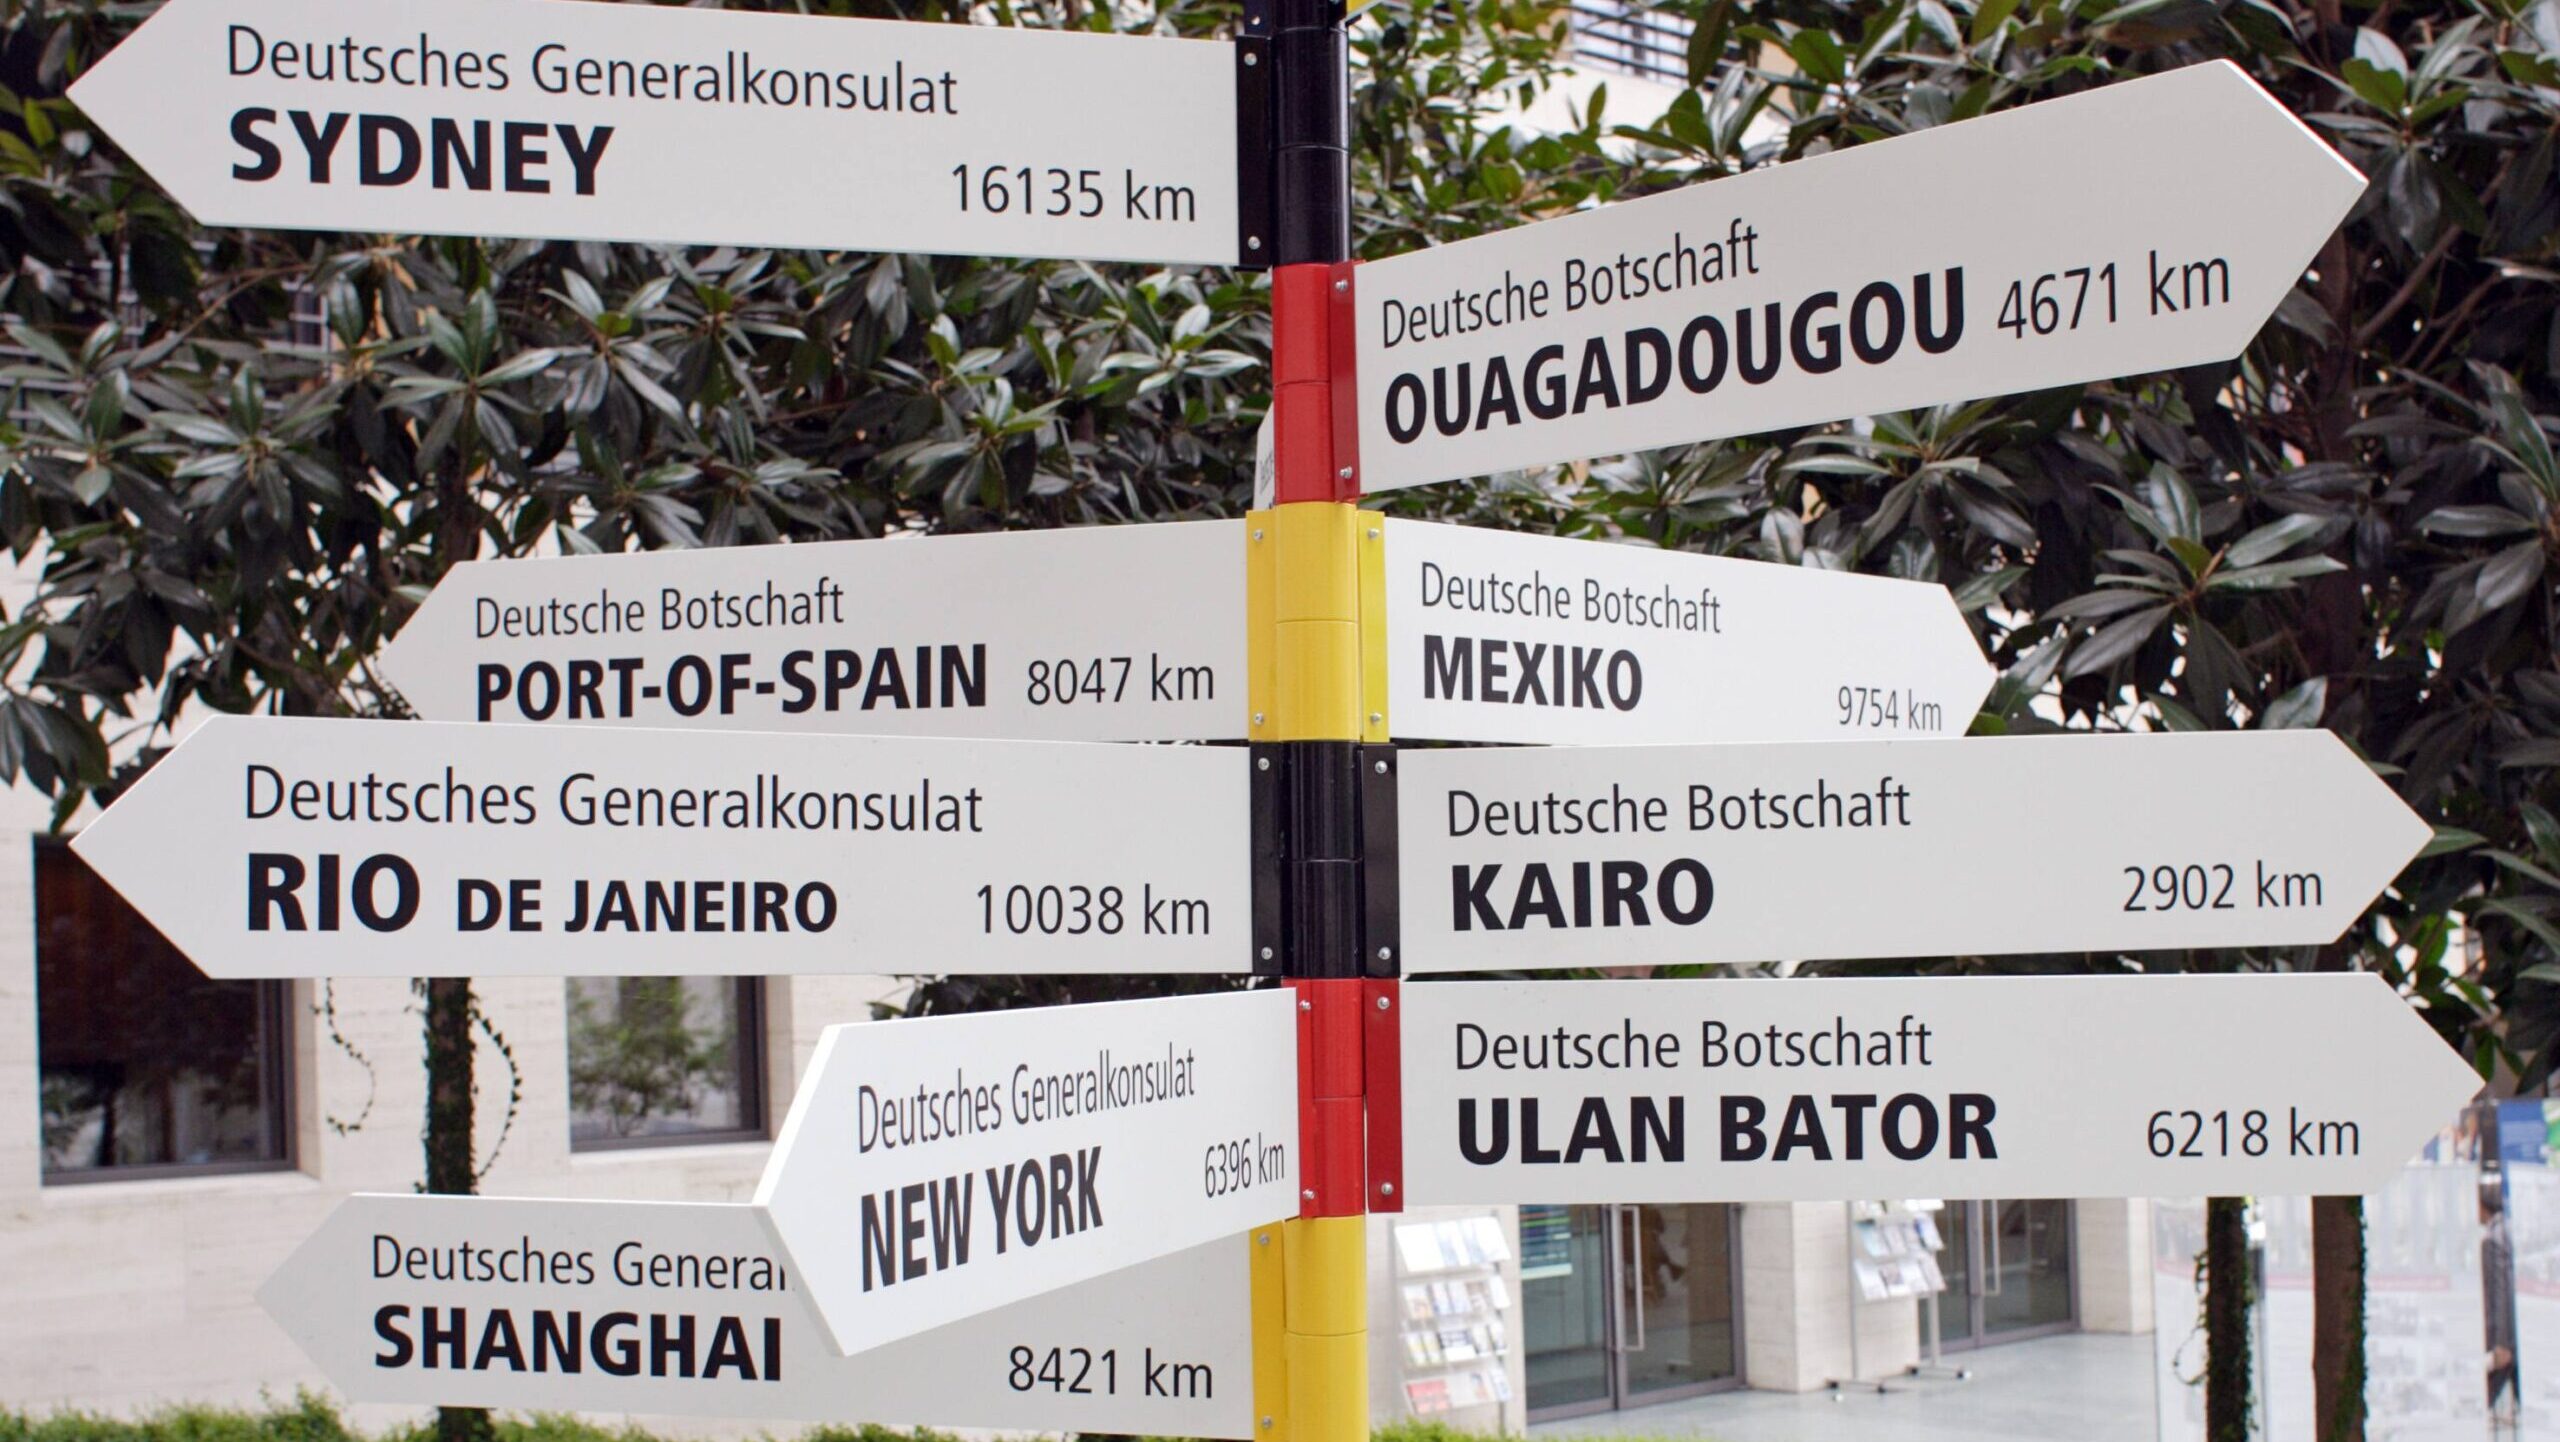 Deutsches Generalkonsulat
SYDNEY
16135 km
Deutsche Botschaft
OUAGADOUGOU 4671 km
Deutsche Botschaft
PORT-OF-SPAIN 8047 km
Deutsche Botschaft
MEXIKO
9754 km
Deutsches Generalkonsulat
RIO DE JANEIRO 10038 km
Deutsche Botschaft
KAIRO 2902 km
Deutsches Generalkonsulat
NEW YORK 6396 km
Deutsche Botschaft
ULAN BATOR 6218 km
Deutsches
SHANGHAI
8421 km